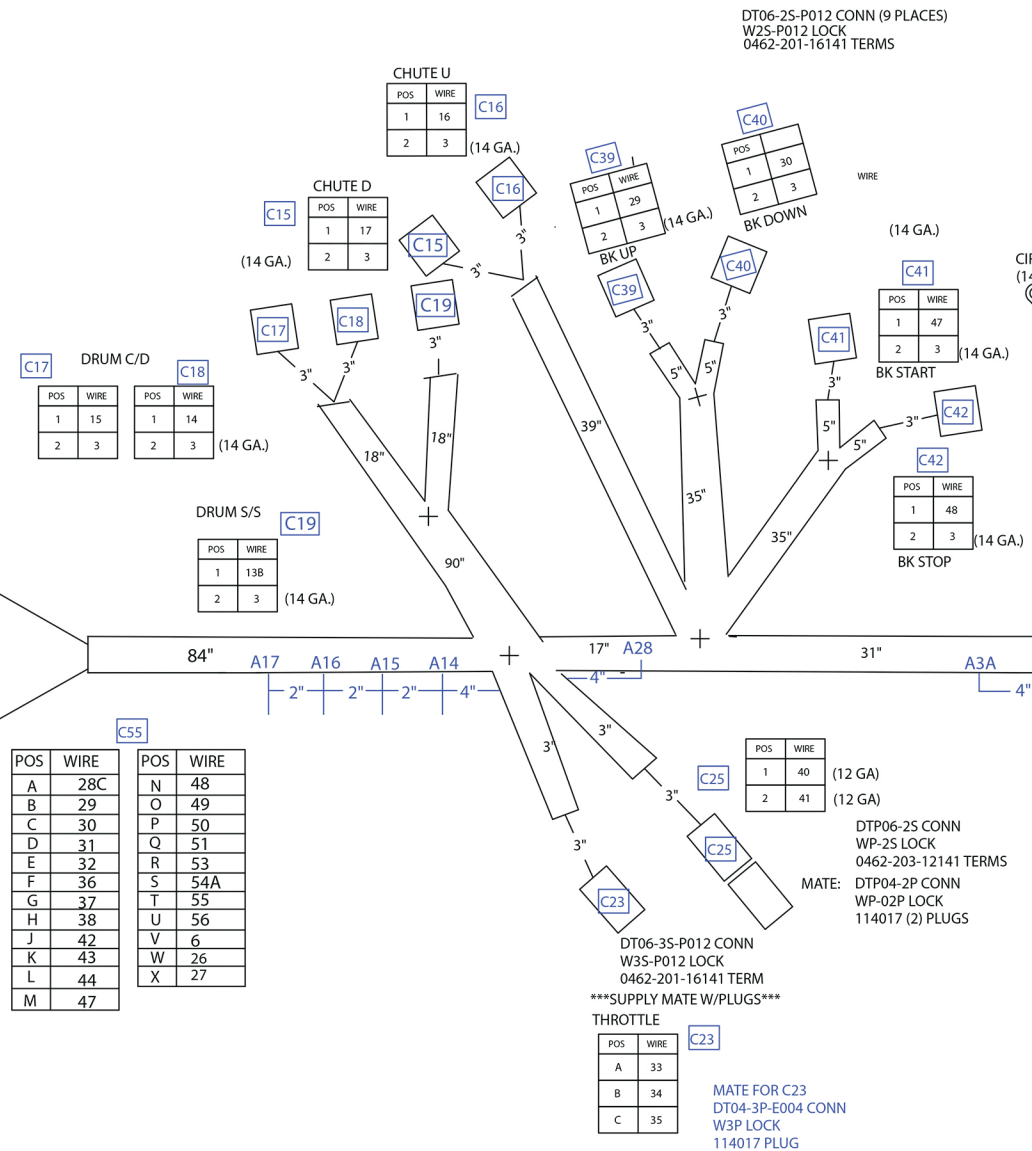 DT06-2S-P012 CONN (9 PLACES)
W2S-P012 LOCK
0462-201-16141 TERMS
CHUTE U
POS WIRE
1 16
2 3
(14 GA.)
C16
C16
3"
CHUTE D
C15
POS WIRE
1 17
2 3
(14 GA.)
C15
3"
C39
POS WIRE
1 29
2 3
(14 GA.)
BK UP
C39
3"
5"
C40
POS
1 30
2 3
BK DOWN
WIRE
(14 GA.)
C40
3"
5"
CIR
(14
C41
POS WIRE
1 47
2 3
(14 GA.)
BK START
C41
3"
5"
C42
3"
5"
C42
POS WIRE
1 48
2 3
(14 GA.)
BK STOP
C17
3"
C18
3"
C19
3"
DRUM C/D
C17
POS WIRE
1 15
2 3
C18
POS WIRE
1 14
2 3
(14 GA.)
18"
18"
39"
35"
35"
90"
DRUM S/S
C19
POS WIRE
1 13B
2 3
(14 GA.)
84"
17"
31"
A17
A16
A15
A14
A28
A3A
2"
2"
2"
4"
4"
4"
C55
POS WIRE
A 28C
B 29
C 30
D 31
E 32
F 36
G 37
H 38
J 42
K 43
L 44
M 47
POS WIRE
N 48
O 49
P 50
Q 51
R 53
S 54A
T 55
U 56
V 6
W 26
X 27
3"
3"
3"
3"
C25
C23
C25
POS WIRE
1 40
2 41
(12 GA)
(12 GA)
DTP06-2S CONN
WP-2S LOCK
0462-203-12141 TERMS
MATE: DTP04-2P CONN
WP-02P LOCK
114017 (2) PLUGS
DT06-3S-P012 CONN
W3S-P012 LOCK
0462-201-16141 TERM
***SUPPLY MATE W/PLUGS***
THROTTLE
C23
POS WIRE
A 33
B 34
C 35
MATE FOR C23
DT04-3P-E004 CONN
W3P LOCK
114017 PLUG